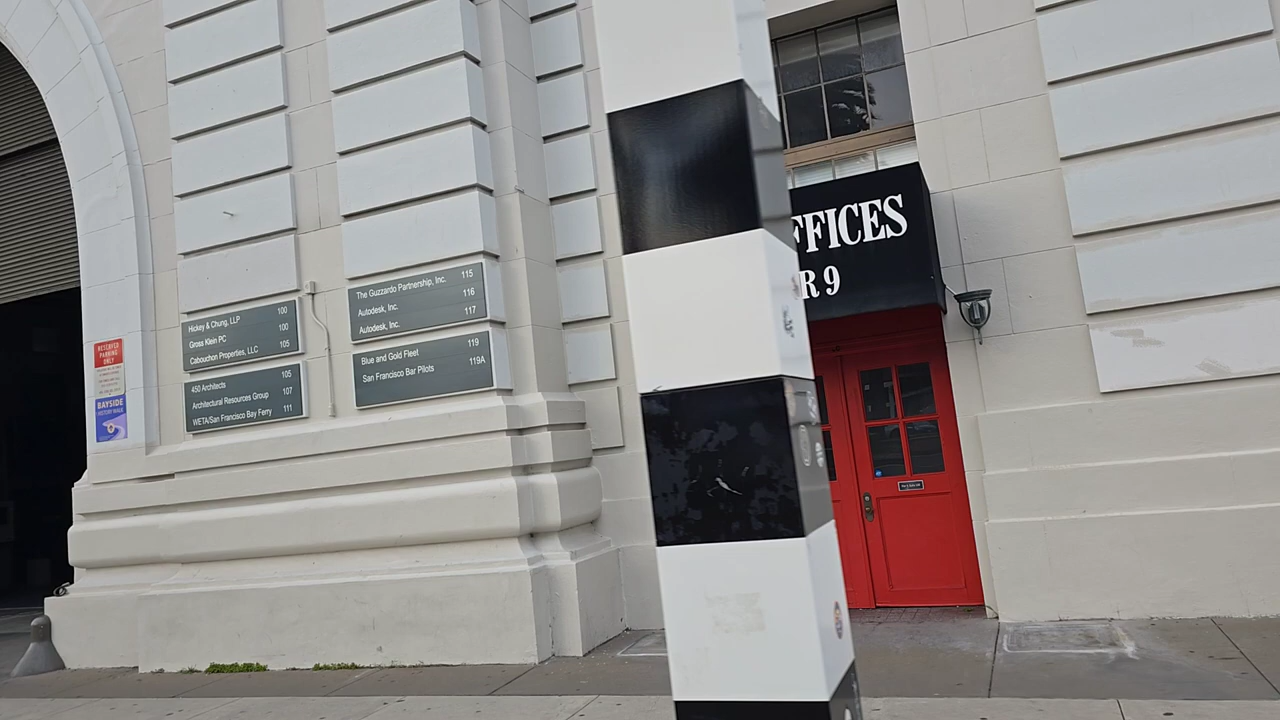 RESERVED
PARKING
ONLY
BAYSIDE
HISTORY WALK
Hickey & Chung, LLP 100
Gross Klein PC 100
Cabouchon Properties, LLC 105
450 Architects 105
Architectural Resources Group 107
WETA/San Francisco Bay Ferry 111
The Guzzardo Partnership, Inc. 115
Autodesk, Inc. 116
Autodesk, Inc. 117
Blue and Gold Fleet 119
San Francisco Bar Pilots 119A
FFICES
R 9